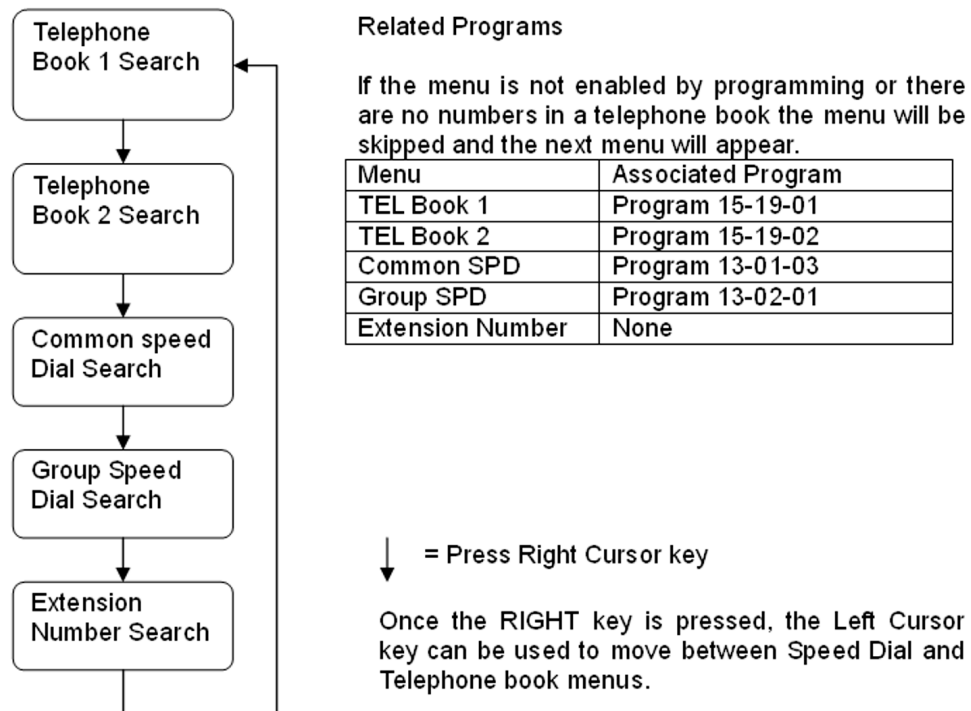 Telephone
Book 1 Search
Telephone
Book 2 Search
Common speed
Dial Search
Group Speed
Dial Search
Extension
Number Search
Related Programs
If the menu is not enabled by programming or there
are no numbers in a telephone book the menu will be
skipped and the next menu will appear.
Menu Associated Program
TEL Book 1 Program 15-19-01
TEL Book 2 Program 15-19-02
Common SPD Program 13-01-03
Group SPD Program 13-02-01
Extension Number None
= Press Right Cursor key
Once the RIGHT key is pressed, the Left Cursor
key can be used to move between Speed Dial and
Telephone book menus.